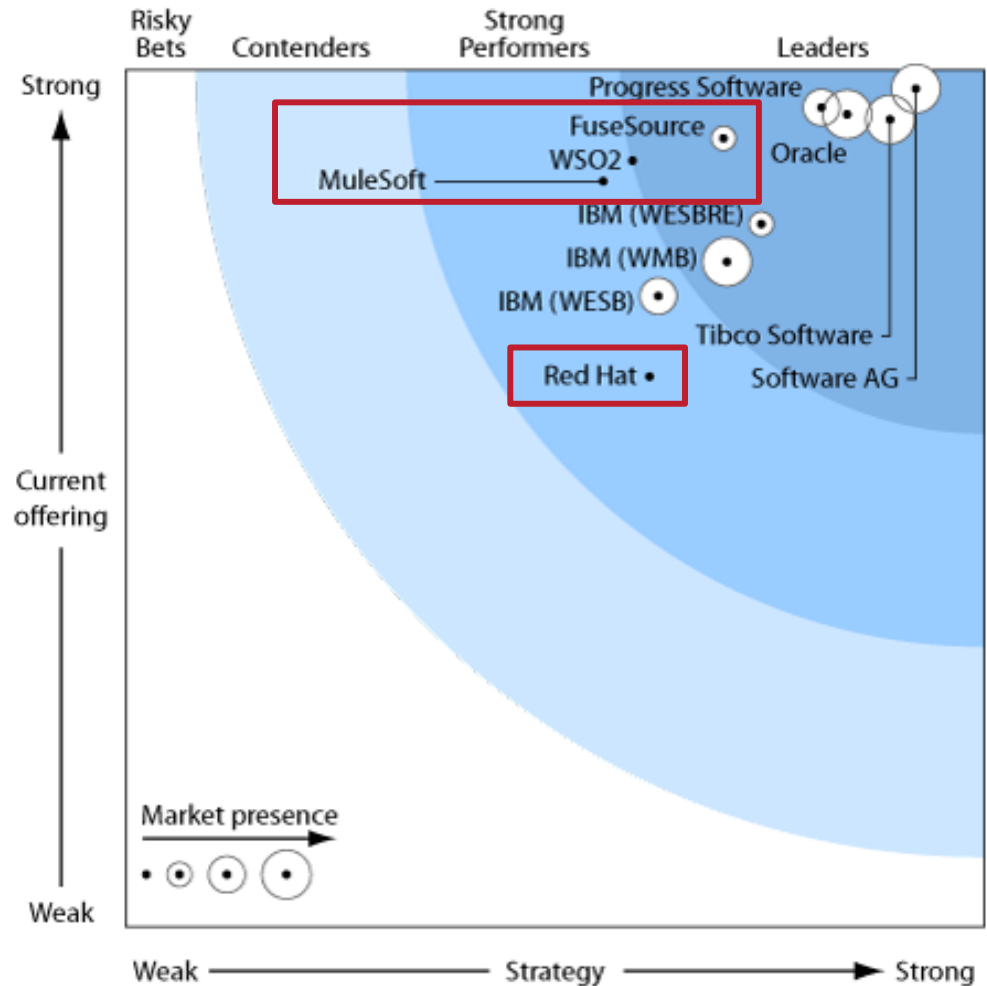 Risky
Bets
Contenders
Strong
Performers
Leaders
Strong
Progress Software
FuseSource
WSO2
Oracle
MuleSoft
IBM (WESBRE)
IBM (WMB)
IBM (WESB)
Tibco Software
Red Hat
Software AG
Current
offering
Market presence
Weak
Weak
Strategy
Strong